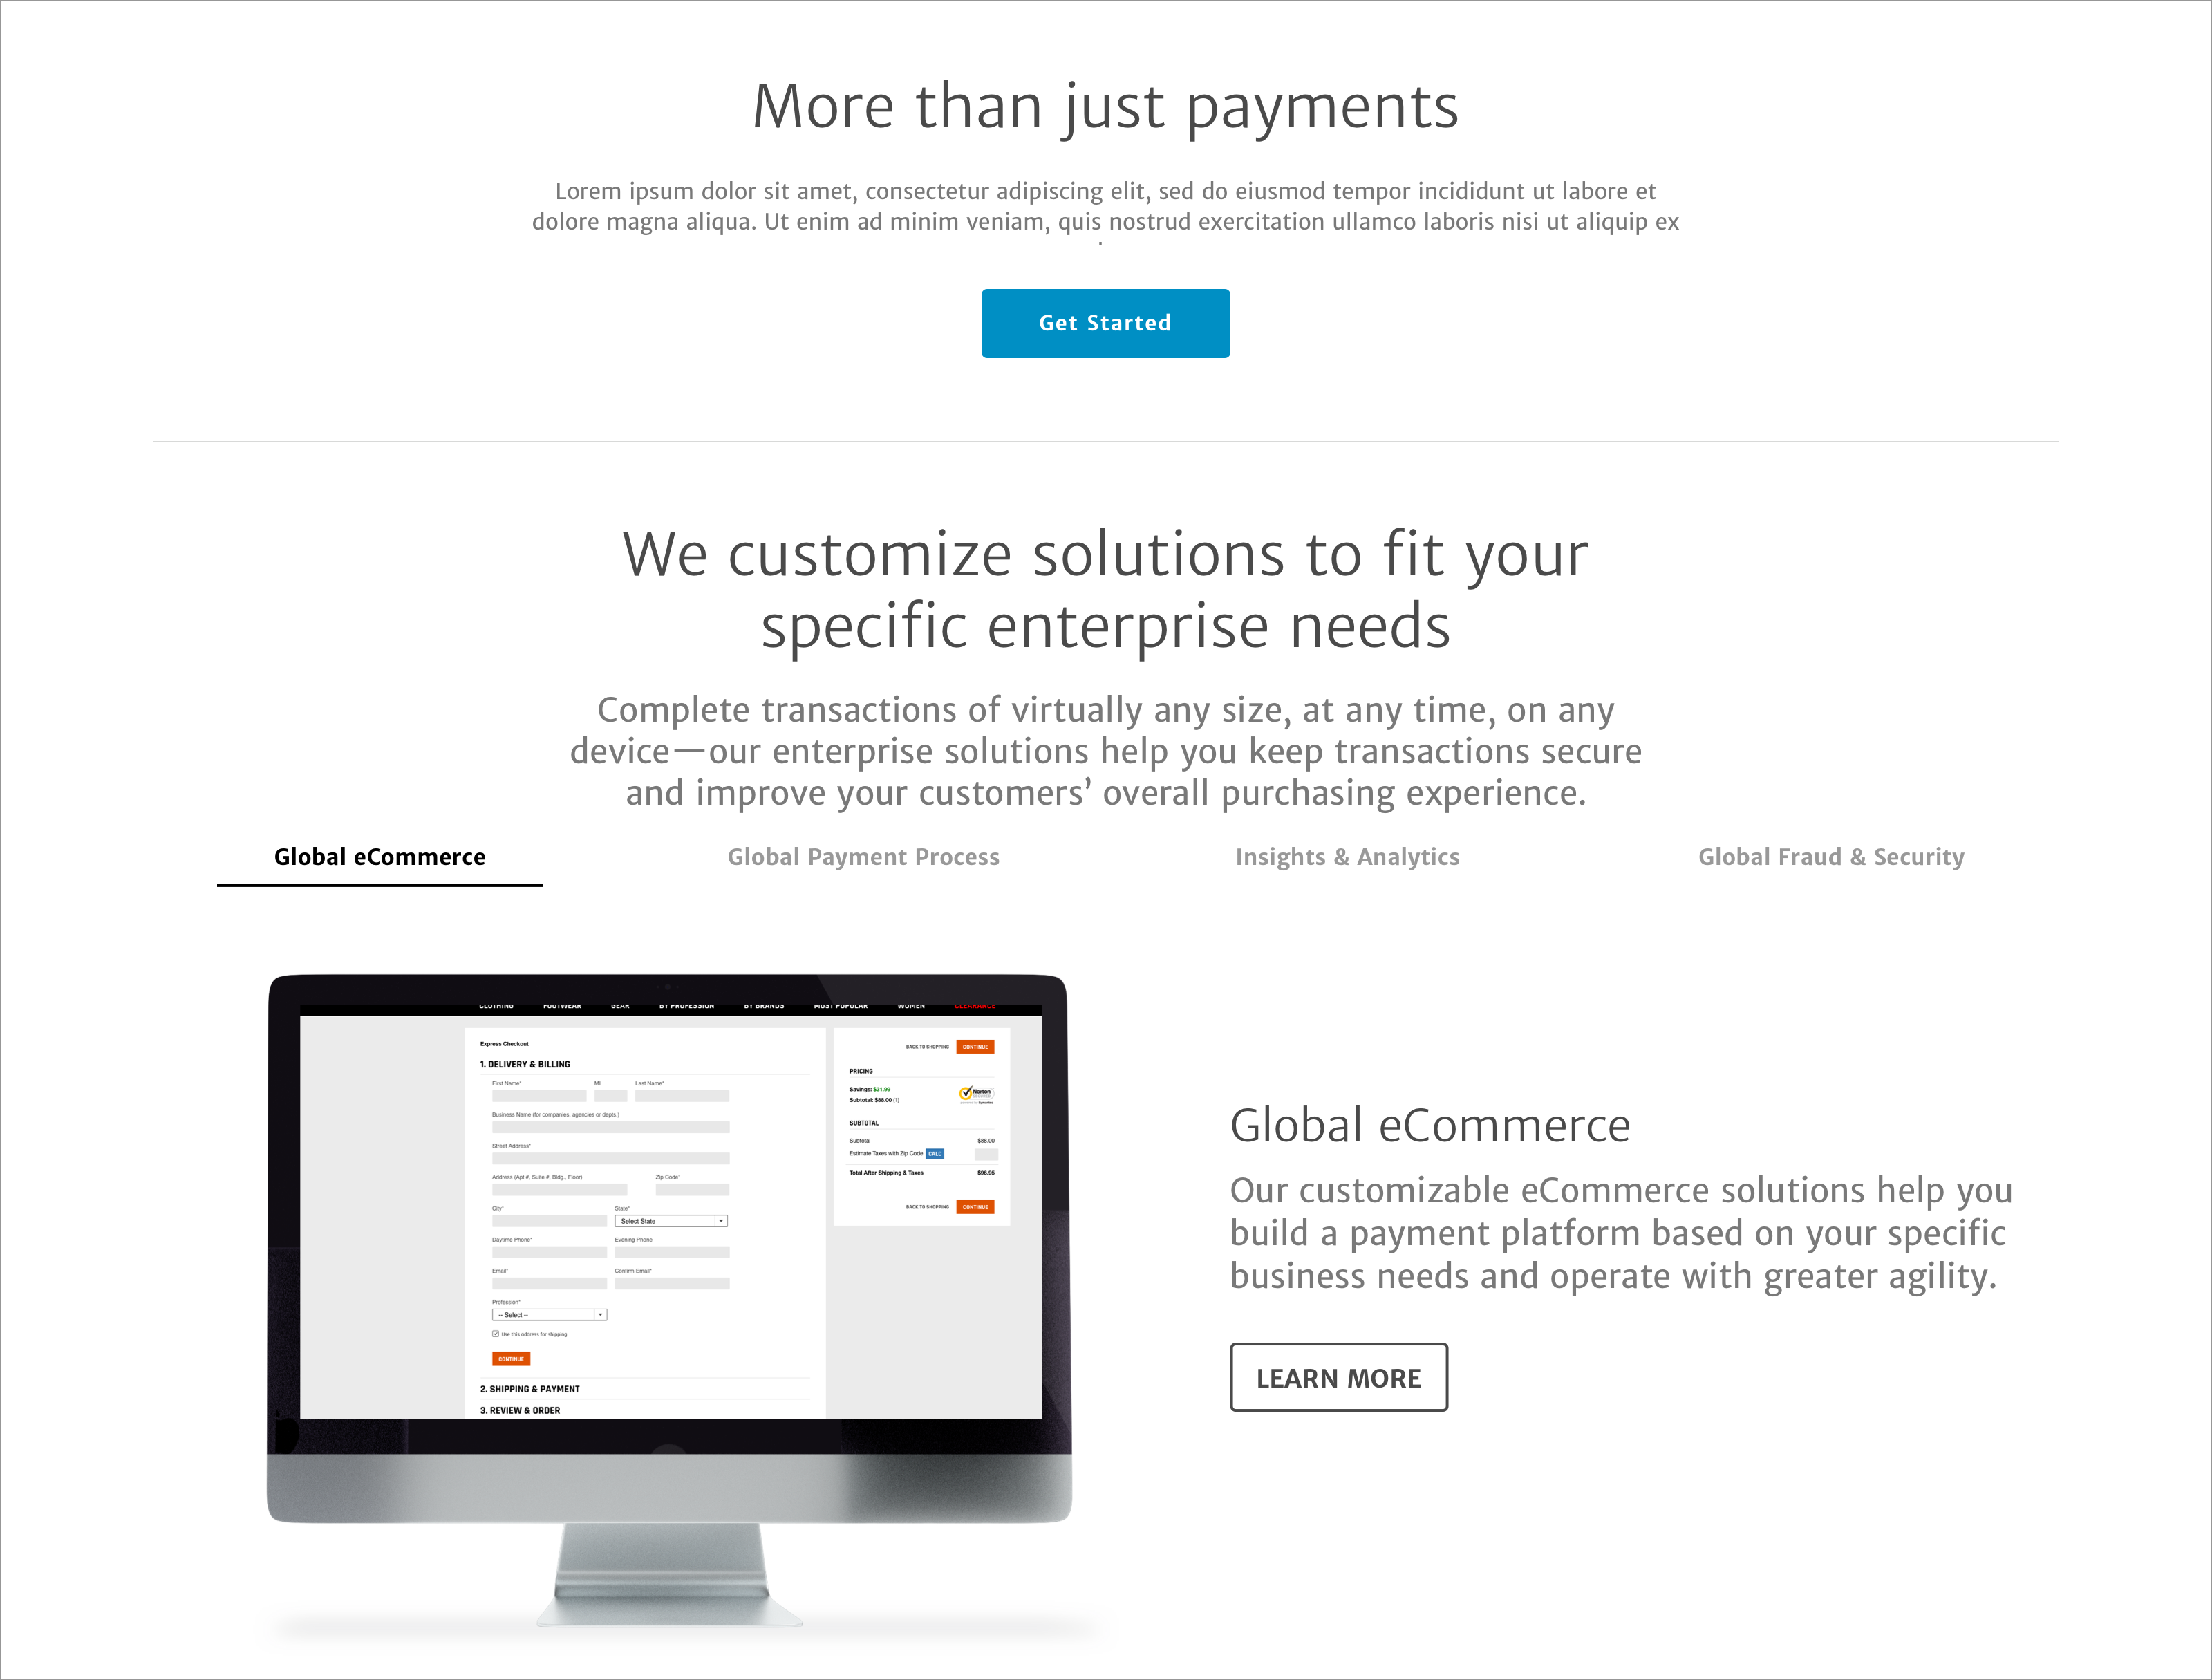 More than just payments
Lorem ipsum dolor sit amet, consectetur adipiscing elit, sed do eiusmod tempor incididunt ut labore et
dolore magna aliqua. Ut enim ad minim veniam, quis nostrud exercitation ullamco laboris nisi ut aliquip ex
.
Get Started
We customize solutions to fit your
specific enterprise needs
Complete transactions of virtually any size, at any time, on any
device—our enterprise solutions help you keep transactions secure
and improve your customers’ overall purchasing experience.
Global eCommerce
Global Payment Process
Insights & Analytics
Global Fraud & Security
CLOTHING FOOTWEAR GEAR BY PROFESSION BY BRANDS MOST POPULAR WOMEN CLEARANCE
Express Checkout
1. DELIVERY & BILLING
First Name* MI Last Name*
Business Name (for companies, agencies or depts.)
Street Address*
Address (Apt #, Suite #, Bldg., Floor) Zip Code*
City* State*
Select State
Daytime Phone* Evening Phone
Email* Confirm Email*
Profession*
-- Select --
Use this address for shipping
CONTINUE
2. SHIPPING & PAYMENT
3. REVIEW & ORDER
BACK TO SHOPPING CONTINUE
PRICING
Savings: $31.99
Subtotal: $88.00 (1)
Norton
SECURED
powered by Symantec
SUBTOTAL
Subtotal $88.00
Estimate Taxes with Zip Code CALC
Total After Shipping & Taxes $96.95
BACK TO SHOPPING CONTINUE
Global eCommerce
Our customizable eCommerce solutions help you
build a payment platform based on your specific
business needs and operate with greater agility.
LEARN MORE